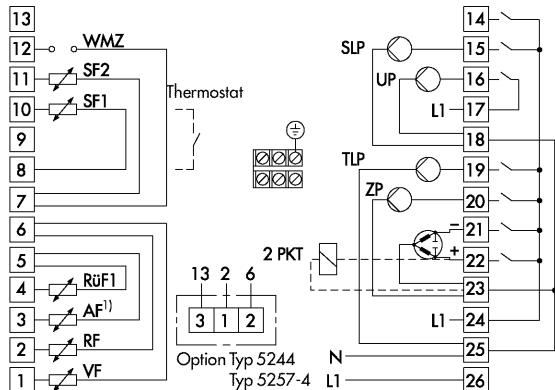 13
12 WMZ
11 SF2
10 SF1
9
8
7
Thermostat
6
5
4 RüF1
3 AF1)
2 RF
1 VF
13 2 6
3 1 2
Option Typ 5244
Typ 5257-4
14
SLP 15
UP 16
L1 17
18
TLP 19
ZP 20
− 21
2 PKT + 22
23
L1 24
N 25
L1 26